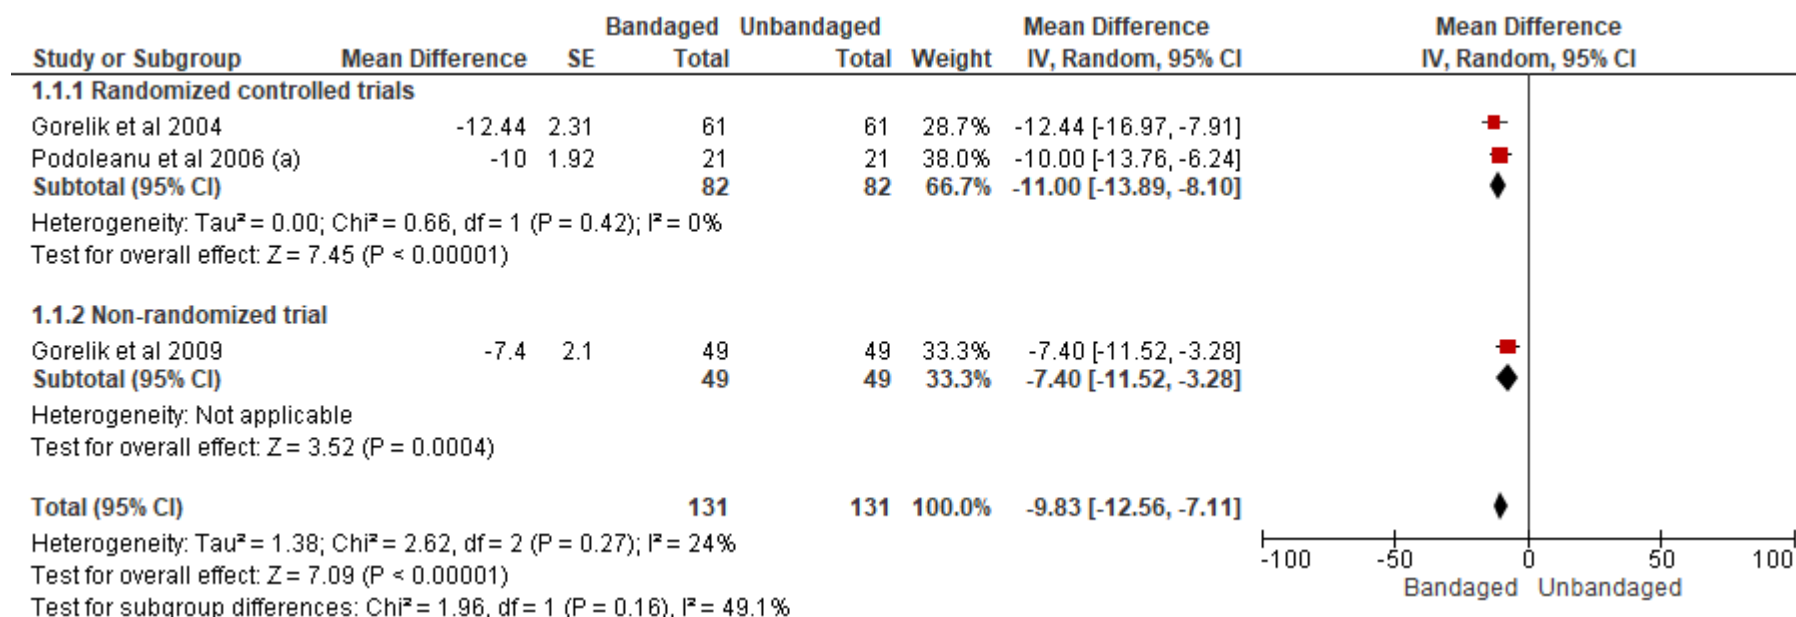 Bandaged Unbandaged Mean Difference Mean Difference
Study or Subgroup Mean Difference SE Total Total Weight IV, Random, 95% CI IV, Random, 95% CI
1.1.1 Randomized controlled trials
Gorelik et al 2004 -12.44 2.31 61 61 28.7% -12.44 [-16.97, -7.91]
Podoleanu et al 2006 (a) -10 1.92 21 21 38.0% -10.00 [-13.76, -6.24]
Subtotal (95% CI) 82 82 66.7% -11.00 [-13.89, -8.10]
Heterogeneity: Tau² = 0.00; Chi² = 0.66, df = 1 (P = 0.42); I² = 0%
Test for overall effect: Z = 7.45 (P < 0.00001)
1.1.2 Non-randomized trial
Gorelik et al 2009 -7.4 2.1 49 49 33.3% -7.40 [-11.52, -3.28]
Subtotal (95% CI) 49 49 33.3% -7.40 [-11.52, -3.28]
Heterogeneity: Not applicable
Test for overall effect: Z = 3.52 (P = 0.0004)
Total (95% CI) 131 131 100.0% -9.83 [-12.56, -7.11]
Heterogeneity: Tau² = 1.38; Chi² = 2.62, df = 2 (P = 0.27); I² = 24%
Test for overall effect: Z = 7.09 (P < 0.00001)
Test for subgroup differences: Chi² = 1.96, df = 1 (P = 0.16), I² = 49.1%
-100 -50 0 50 100
Bandaged Unbandaged